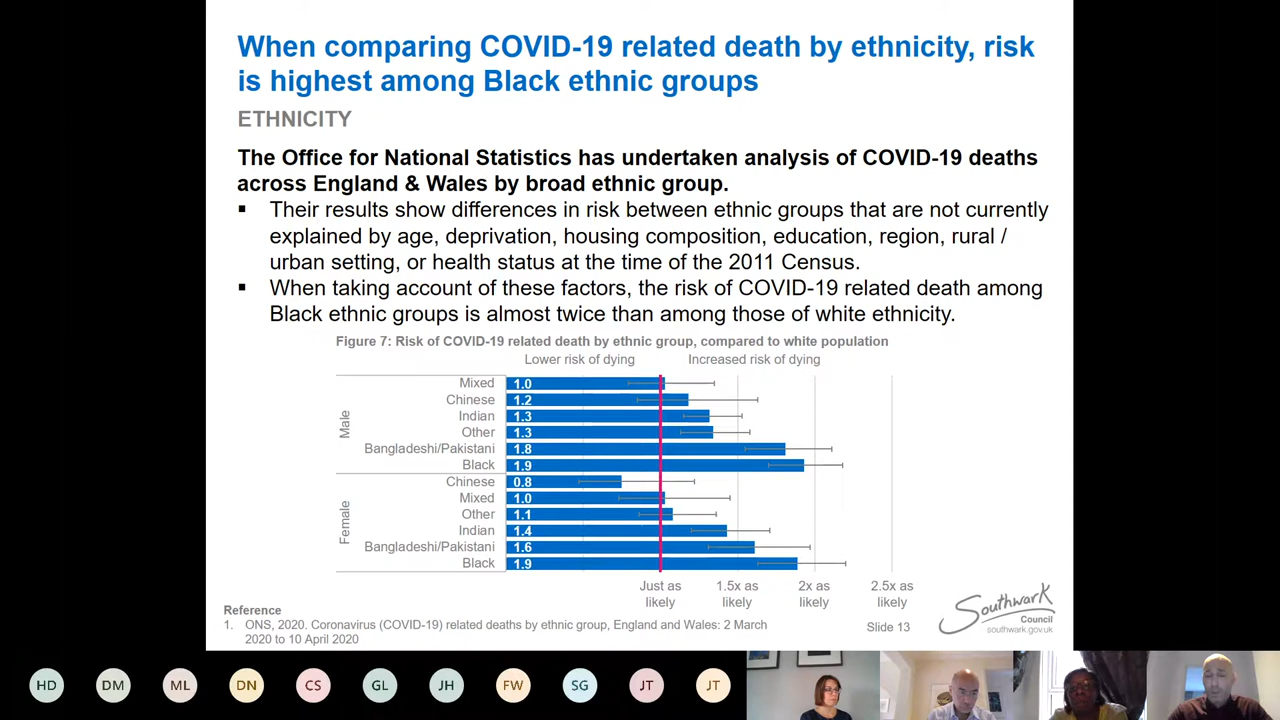 When comparing COVID-19 related death by ethnicity, risk
is highest among Black ethnic groups
ETHNICITY
The Office for National Statistics has undertaken analysis of COVID-19 deaths
across England & Wales by broad ethnic group.
▪ Their results show differences in risk between ethnic groups that are not currently
explained by age, deprivation, housing composition, education, region, rural /
urban setting, or health status at the time of the 2011 Census.
▪ When taking account of these factors, the risk of COVID-19 related death among
Black ethnic groups is almost twice than among those of white ethnicity.
Figure 7: Risk of COVID-19 related death by ethnic group, compared to white population
Lower risk of dying Increased risk of dying
Male
Mixed 1.0
Chinese 1.2
Indian 1.3
Other 1.3
Bangladeshi/Pakistani 1.8
Black 1.9
Female
Chinese 0.8
Mixed 1.0
Other 1.1
Indian 1.4
Bangladeshi/Pakistani 1.6
Black 1.9
Just as 1.5x as 2x as 2.5x as
likely likely likely likely
Reference
1. ONS, 2020. Coronavirus (COVID-19) related deaths by ethnic group, England and Wales: 2 March
2020 to 10 April 2020
Slide 13
Southwark
Council
southwark.gov.uk
HD DM ML DN CS GL JH FW SG JT JT